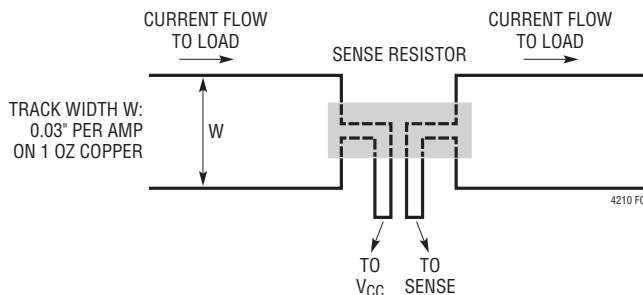 CURRENT FLOW
TO LOAD
CURRENT FLOW
TO LOAD
SENSE RESISTOR
TRACK WIDTH W:
0.03" PER AMP
ON 1 OZ COPPER
W
4210 F0
TO
VCC
TO
SENSE